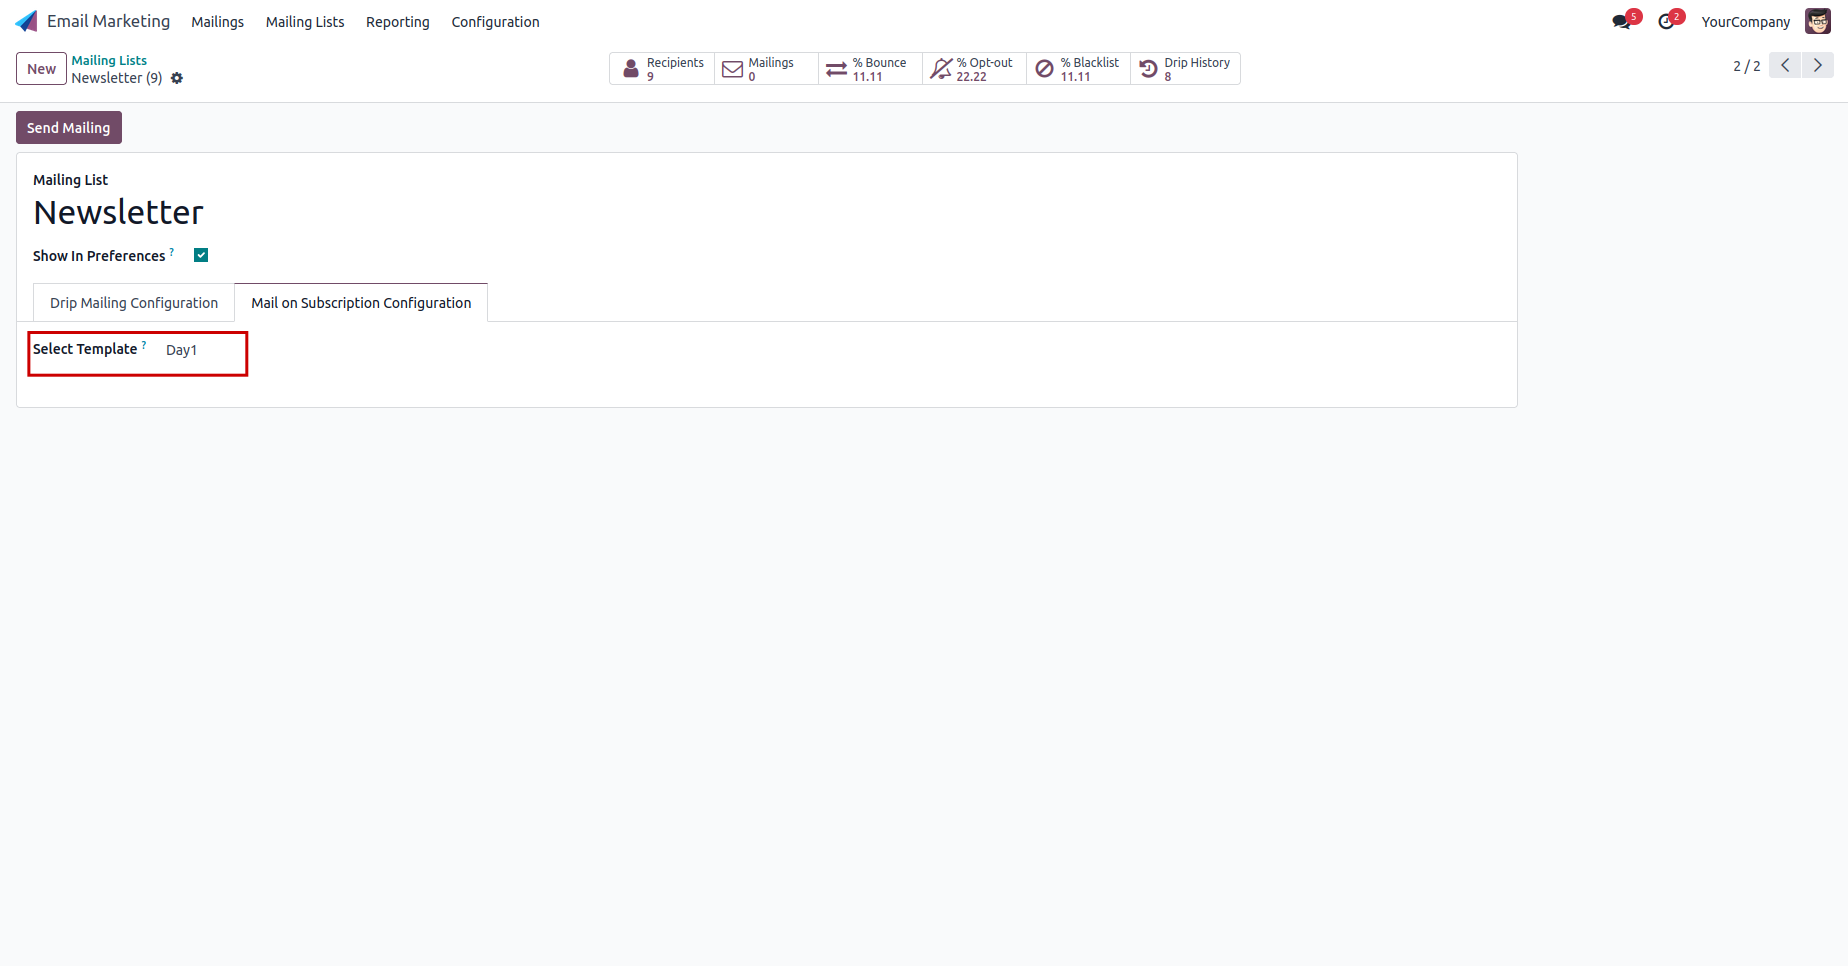 Email Marketing Mailings Mailing Lists Reporting Configuration 5 2 YourCompany
New Mailing Lists
Newsletter (9)
Recipients
9
Mailings
0
% Bounce
11.11
% Opt-out
22.22
% Blacklist
11.11
Drip History
8
2 / 2
Send Mailing
Mailing List
Newsletter
Show In Preferences ?
Drip Mailing Configuration Mail on Subscription Configuration
Select Template ? Day1